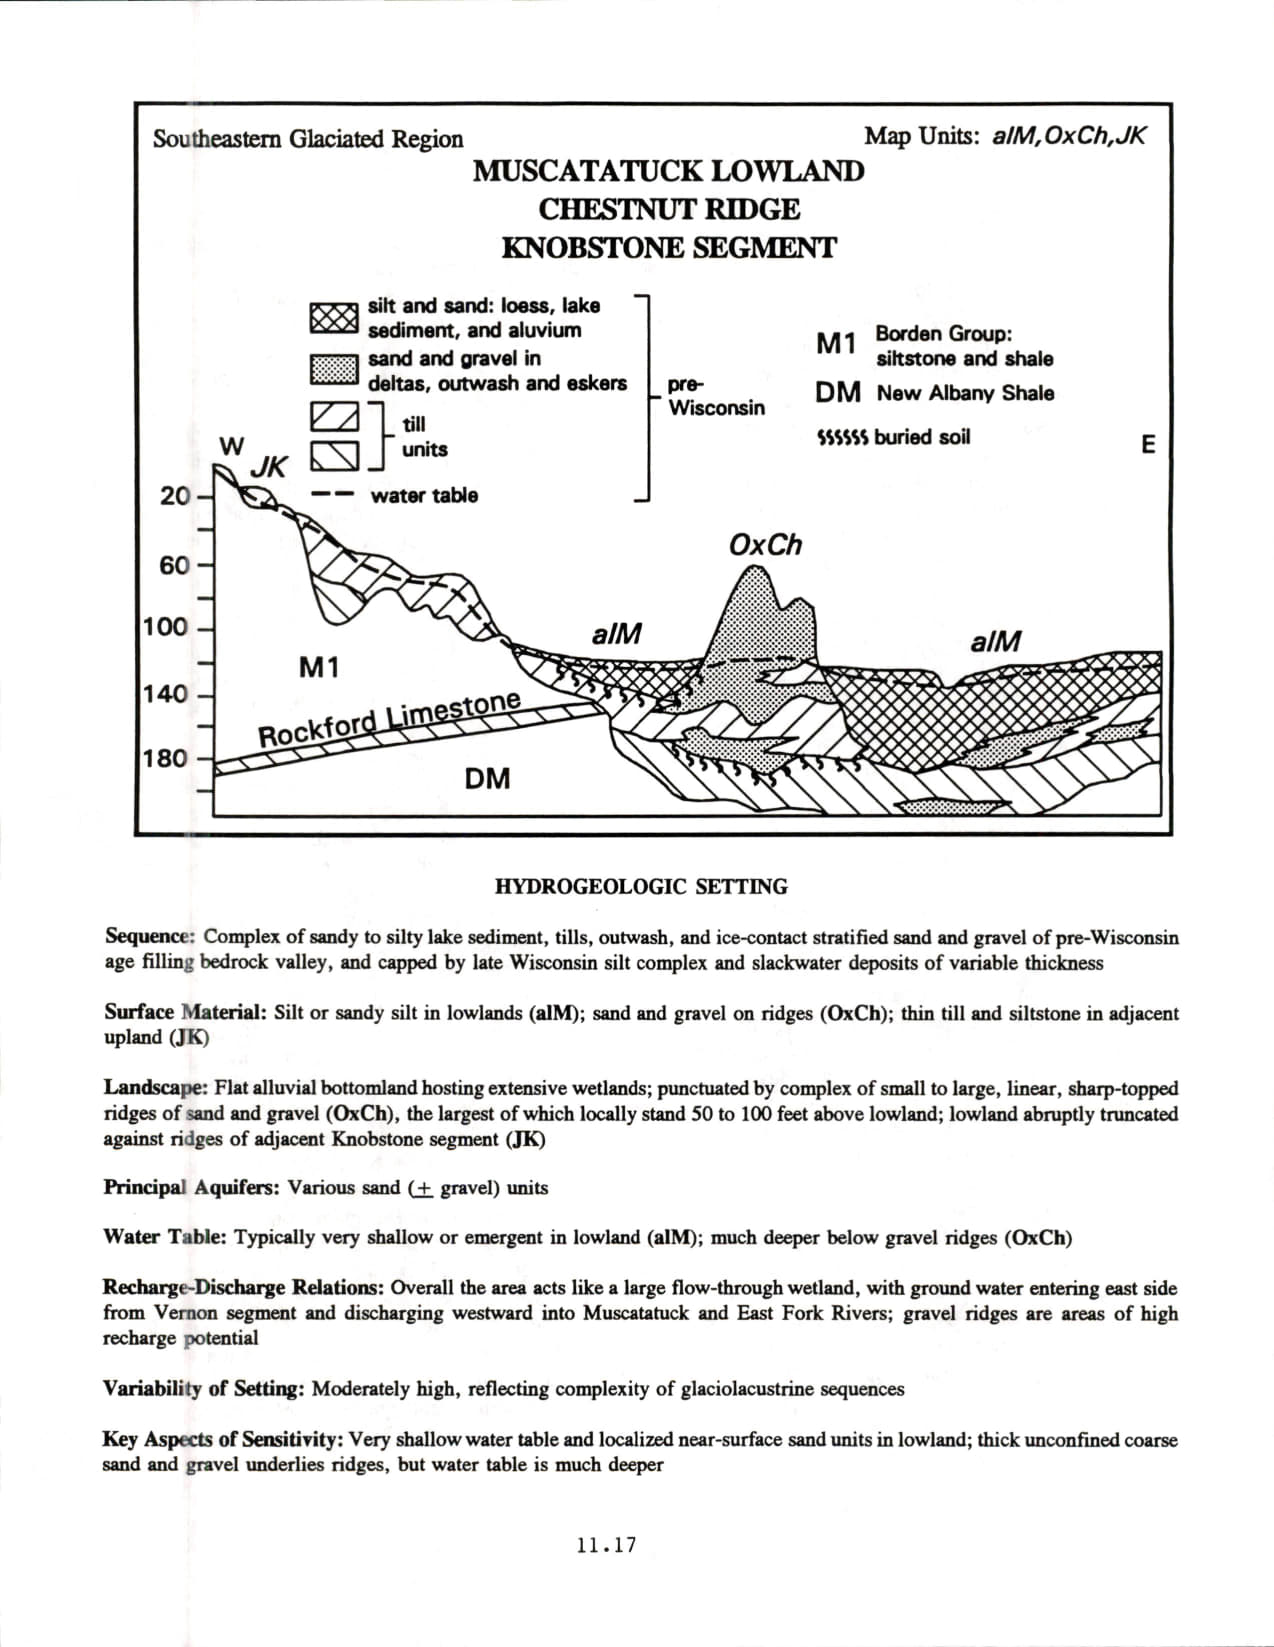 Southeastern Glaciated Region
Map Units: alM, OxCh, JK
MUSCATATUCK LOWLAND
CHESTNUT RIDGE
KNOBSTONE SEGMENT
silt and sand: loess, lake
sediment, and aluvium
sand and gravel in
deltas, outwash and eskers
till
units
water table
pre-
Wisconsin
M1 Borden Group:
siltstone and shale
DM New Albany Shale
buried soil
W
E
JK
20
60
100
140
180
OxCh
alM
alM
M1
Rockford Limestone
DM
HYDROGEOLOGIC SETTING
Sequence: Complex of sandy to silty lake sediment, tills, outwash, and ice-contact stratified sand and gravel of pre-Wisconsin
age filling bedrock valley, and capped by late Wisconsin silt complex and slackwater deposits of variable thickness
Surface Material: Silt or sandy silt in lowlands (alM); sand and gravel on ridges (OxCh); thin till and siltstone in adjacent
upland (JK)
Landscape: Flat alluvial bottomland hosting extensive wetlands; punctuated by complex of small to large, linear, sharp-topped
ridges of sand and gravel (OxCh), the largest of which locally stand 50 to 100 feet above lowland; lowland abruptly truncated
against ridges of adjacent Knobstone segment (JK)
Principal Aquifers: Various sand (± gravel) units
Water Table: Typically very shallow or emergent in lowland (alM); much deeper below gravel ridges (OxCh)
Recharge-Discharge Relations: Overall the area acts like a large flow-through wetland, with ground water entering east side
from Vernon segment and discharging westward into Muscatatuck and East Fork Rivers; gravel ridges are areas of high
recharge potential
Variability of Setting: Moderately high, reflecting complexity of glaciolacustrine sequences
Key Aspects of Sensitivity: Very shallow water table and localized near-surface sand units in lowland; thick unconfined coarse
sand and gravel underlies ridges, but water table is much deeper
11.17